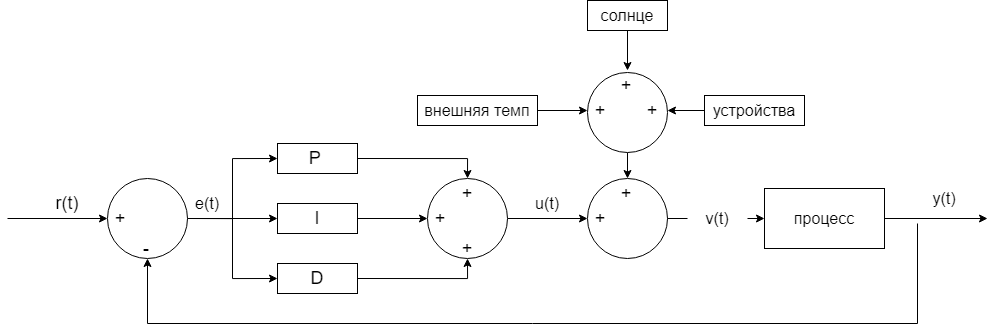 солнце
+
внешняя темп
+
+
устройства
P
r(t)
+
-
e(t)
I
+
+
+
u(t)
+
+
v(t)
процесс
y(t)
D